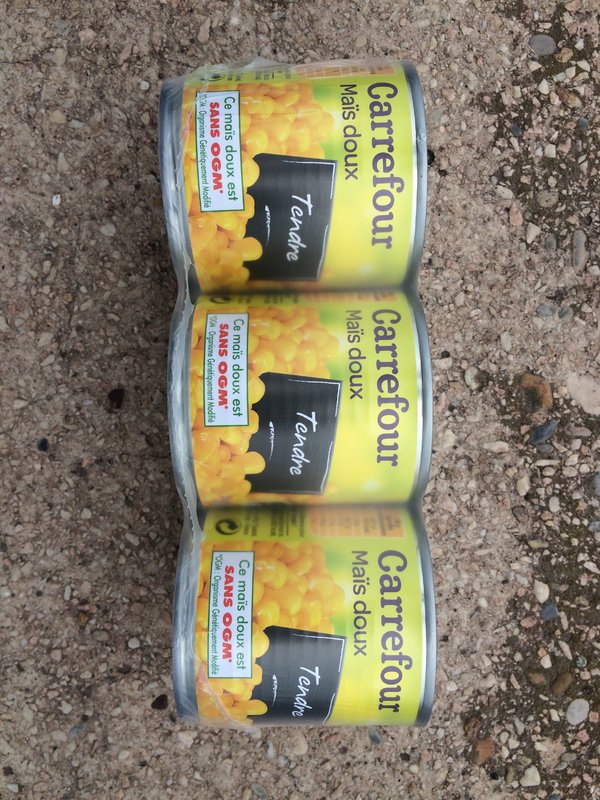 Carrefour
Maïs doux
Tendre
Ce maïs doux est
SANS OGM*
*OGM : Organisme Génétiquement Modifié
Carrefour
Maïs doux
Tendre
Ce maïs doux est
SANS OGM*
*OGM : Organisme Génétiquement Modifié
Carrefour
Maïs doux
Tendre
Ce maïs doux est
SANS OGM*
*OGM : Organisme Génétiquement Modifié